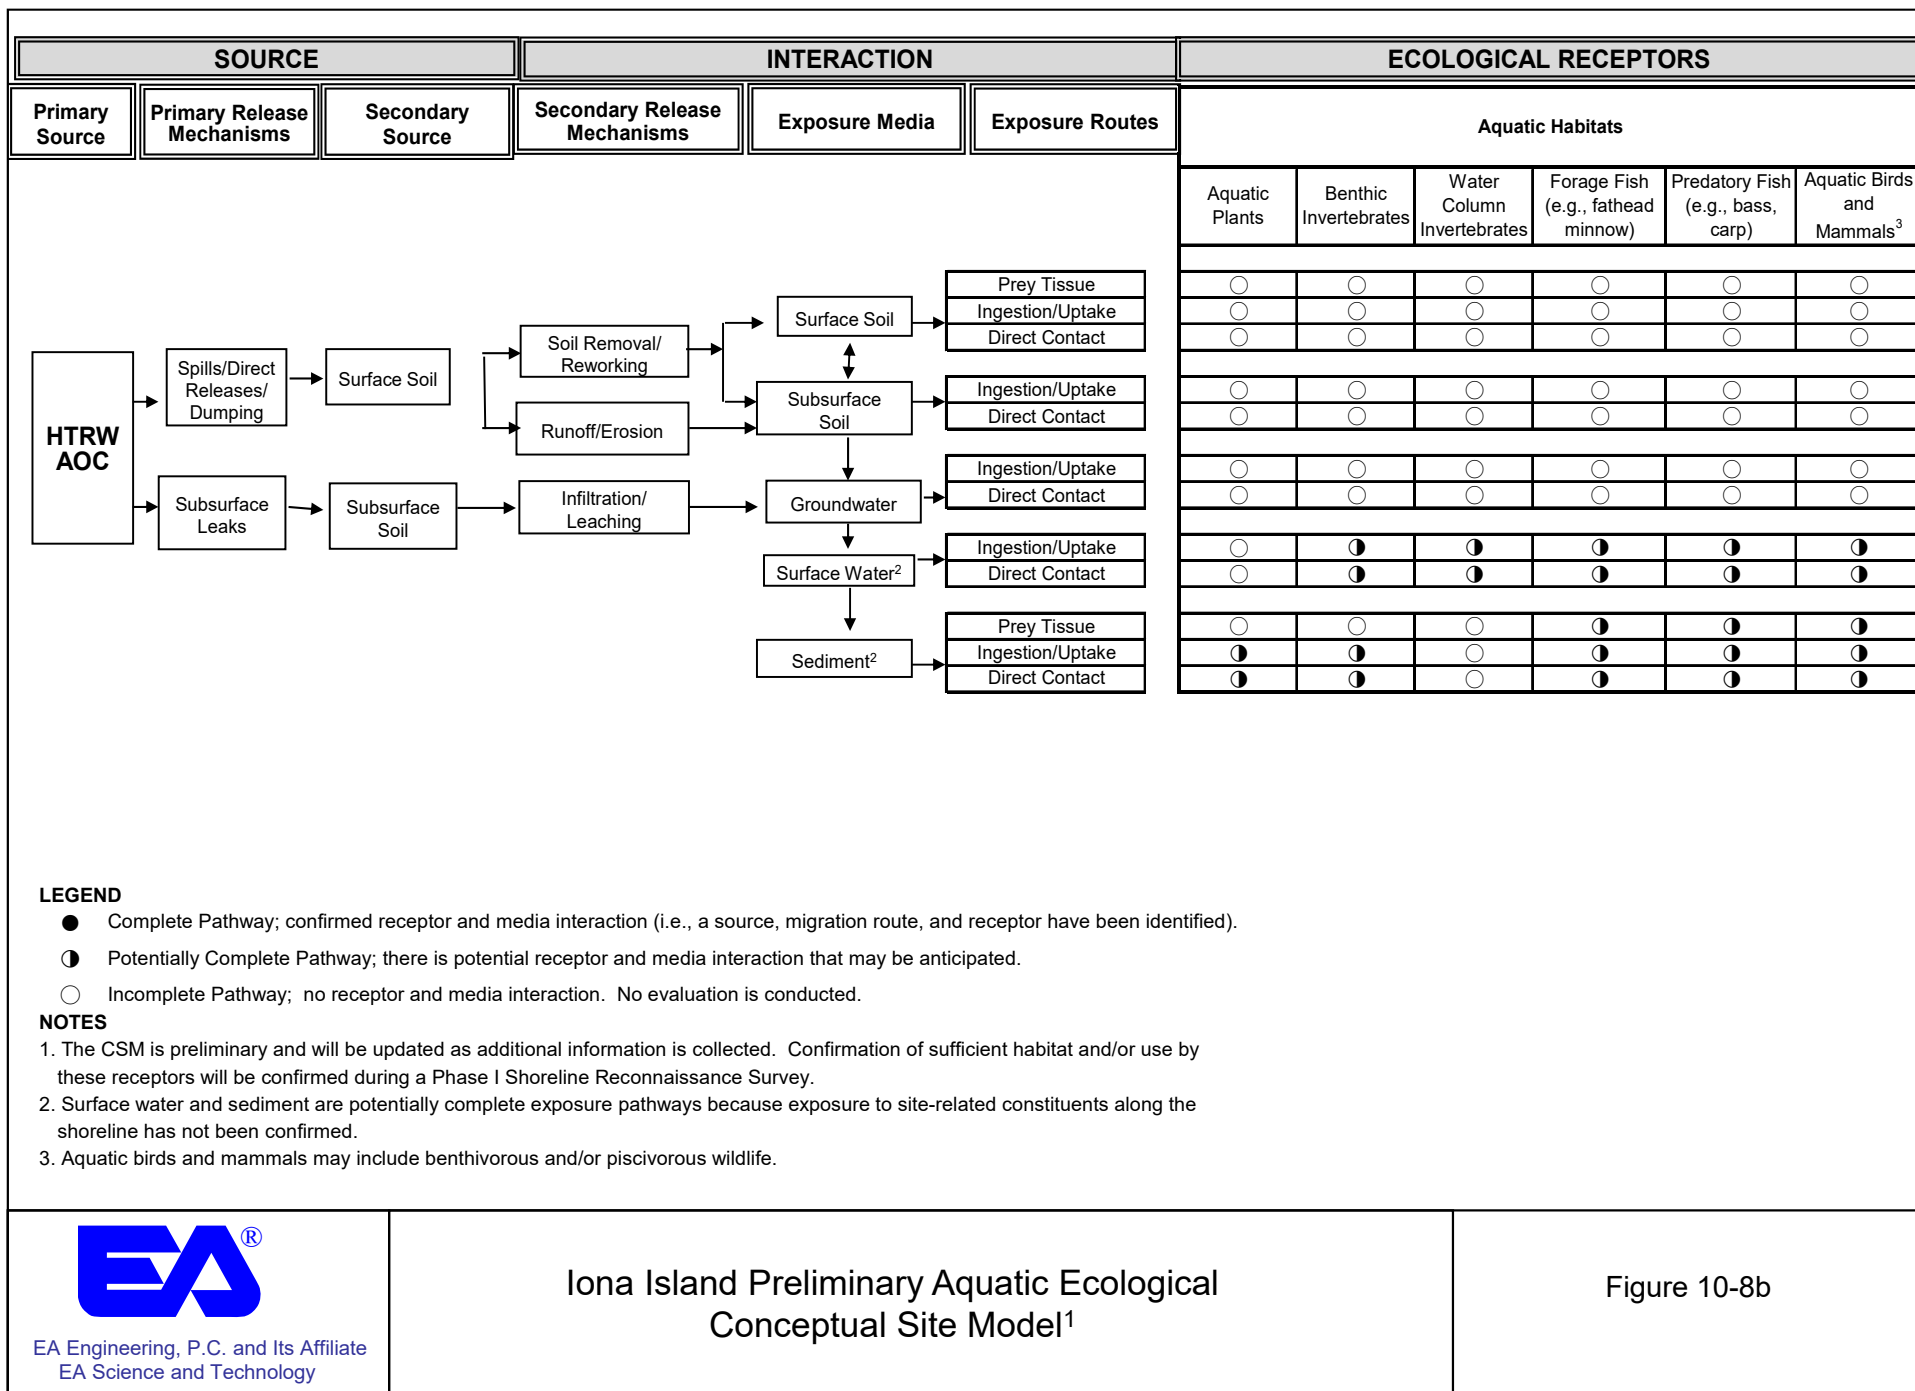 SOURCE
INTERACTION
ECOLOGICAL RECEPTORS
Primary
Source
Primary Release
Mechanisms
Secondary
Source
Secondary Release
Mechanisms
Exposure Media
Exposure Routes
Aquatic Habitats
Aquatic
Plants
Benthic
Invertebrates
Water
Column
Invertebrates
Forage Fish
(e.g., fathead
minnow)
Predatory Fish
(e.g., bass,
carp)
Aquatic Birds
and
Mammals3
HTRW
AOC
Spills/Direct
Releases/
Dumping
Surface Soil
Subsurface
Leaks
Subsurface
Soil
Soil Removal/
Reworking
Runoff/Erosion
Infiltration/
Leaching
Surface Soil
Prey Tissue
Ingestion/Uptake
Direct Contact
Subsurface
Soil
Ingestion/Uptake
Direct Contact
Groundwater
Ingestion/Uptake
Direct Contact
Surface Water2
Ingestion/Uptake
Direct Contact
Sediment2
Prey Tissue
Ingestion/Uptake
Direct Contact
LEGEND
Complete Pathway; confirmed receptor and media interaction (i.e., a source, migration route, and receptor have been identified).
Potentially Complete Pathway; there is potential receptor and media interaction that may be anticipated.
Incomplete Pathway;  no receptor and media interaction.  No evaluation is conducted.
NOTES
1. The CSM is preliminary and will be updated as additional information is collected.  Confirmation of sufficient habitat and/or use by
these receptors will be confirmed during a Phase I Shoreline Reconnaissance Survey.
2. Surface water and sediment are potentially complete exposure pathways because exposure to site-related constituents along the
shoreline has not been confirmed.
3. Aquatic birds and mammals may include benthivorous and/or piscivorous wildlife.
EA®
EA Engineering, P.C. and Its Affiliate
EA Science and Technology
Iona Island Preliminary Aquatic Ecological
Conceptual Site Model1
Figure 10-8b